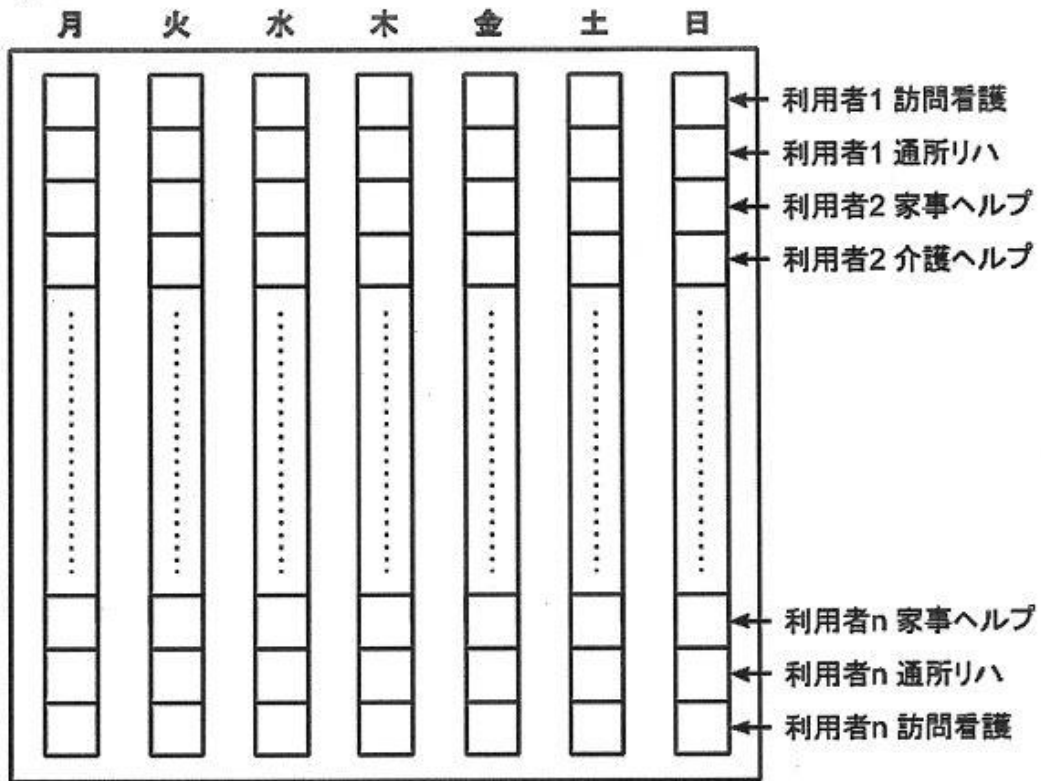 月 火 水 木 金 土 日
利用者1 訪問看護
利用者1 通所リハ
利用者2 家事ヘルプ
利用者2 介護ヘルプ
利用者n 家事ヘルプ
利用者n 通所リハ
利用者n 訪問看護